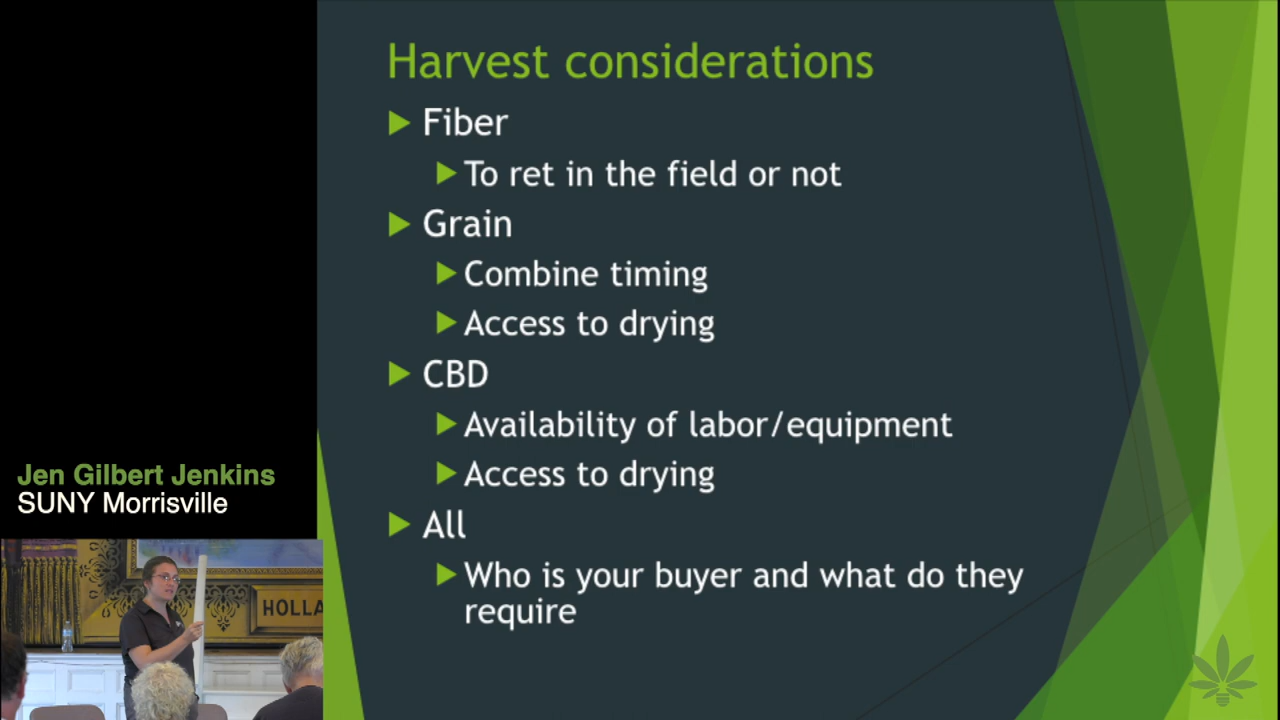 Harvest considerations
Fiber
To ret in the field or not
Grain
Combine timing
Access to drying
CBD
Availability of labor/equipment
Access to drying
All
Who is your buyer and what do they
require
Jen Gilbert Jenkins
SUNY Morrisville
HOLLA